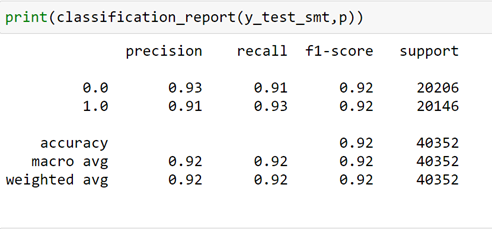 print(classification_report(y_test_smt,p))
precision recall f1-score support
0.0 0.93 0.91 0.92 20206
1.0 0.91 0.93 0.92 20146
accuracy 0.92 40352
macro avg 0.92 0.92 0.92 40352
weighted avg 0.92 0.92 0.92 40352